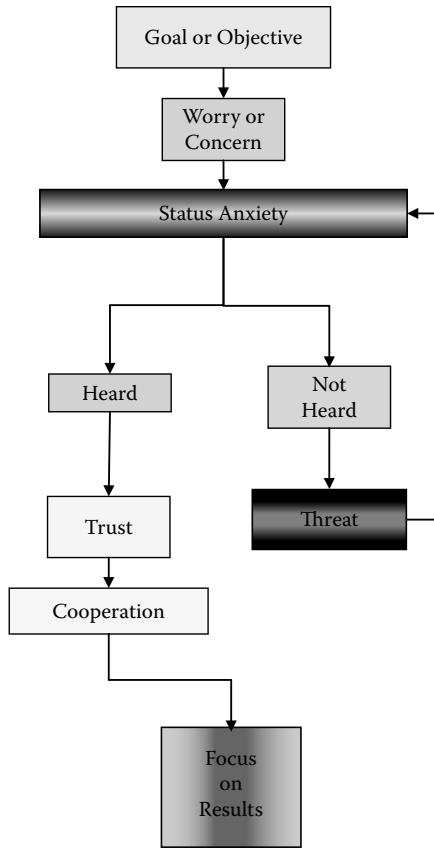 Goal or Objective
Worry or
Concern
Status Anxiety
Heard
Not
Heard
Trust
Threat
Cooperation
Focus
on
Results